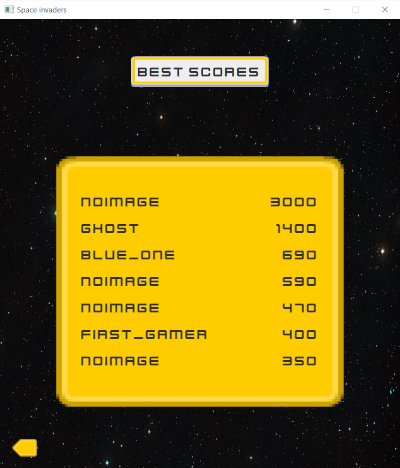 Space invaders
BEST SCORES
NOIMAGE 3000
GHOST 1400
BLUE_ONE 690
NOIMAGE 590
NOIMAGE 470
FIRST_GAMER 400
NOIMAGE 350